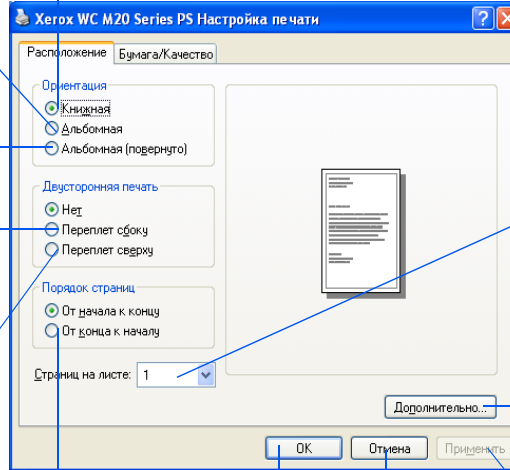 Xerox WC M20 Series PS Настройка печати
Расположение Бумага/Качество
Ориентация
Книжная
Альбомная
Альбомная (повернуто)
Двусторонняя печать
Нет
Переплет сбоку
Переплет сверху
Порядок страниц
От начала к концу
От конца к началу
Страниц на листе: 1
Дополнительно...
OK Отмена Применить